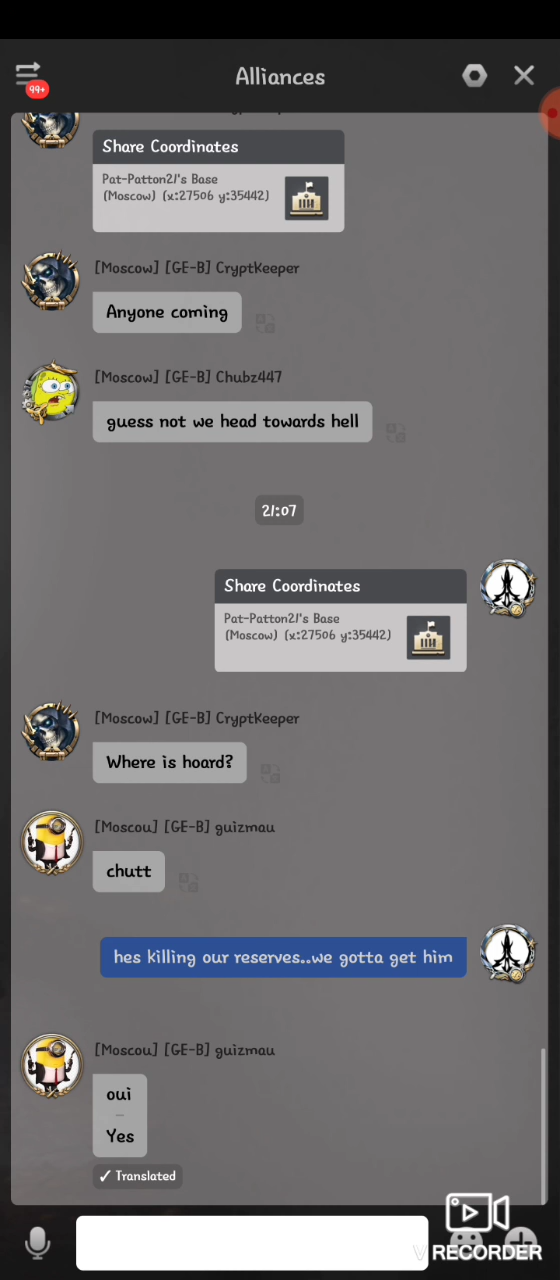 Alliances
99+
Share Coordinates
Pat-Patton21's Base
(Moscow) (x:27506 y:35442)
[Moscow] [GE-B] CryptKeeper
Anyone coming
[Moscow] [GE-B] Chubz447
guess not we head towards hell
21:07
Share Coordinates
Pat-Patton21's Base
(Moscow) (x:27506 y:35442)
[Moscow] [GE-B] CryptKeeper
Where is hoard?
[Moscou] [GE-B] guizmau
chutt
hes killing our reserves..we gotta get him
[Moscou] [GE-B] guizmau
oui
Yes
✓ Translated
V RECORDER